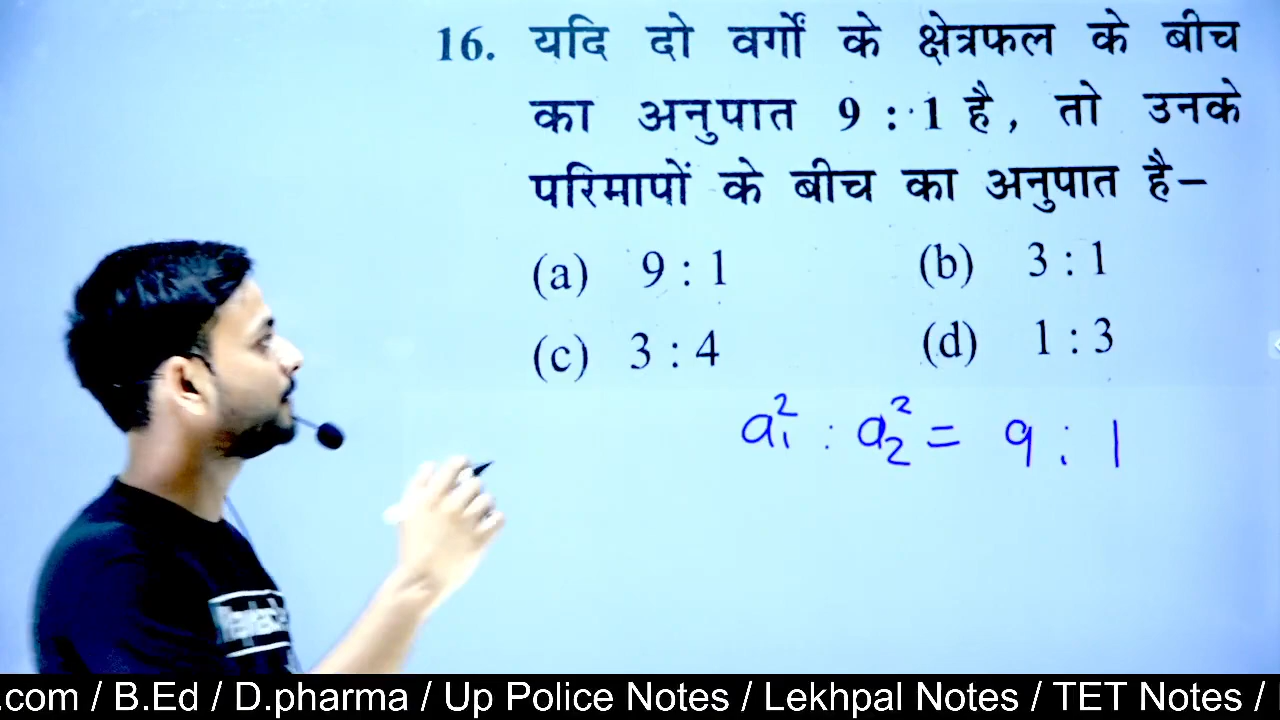 16. यदि दो वर्गों के क्षेत्रफल के बीच
का अनुपात 9 : 1 है, तो उनके
परिमापों के बीच का अनुपात है–
(a) 9 : 1 (b) 3 : 1
(c) 3 : 4 (d) 1 : 3
a₁² : a₂² = 9 : 1
.com / B.Ed / D.pharma / Up Police Notes / Lekhpal Notes / TET Notes /